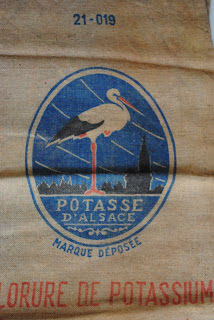 21-019
POTASSE
D'ALSACE
MARQUE DÉPOSÉE
LORURE DE POTASSIUM